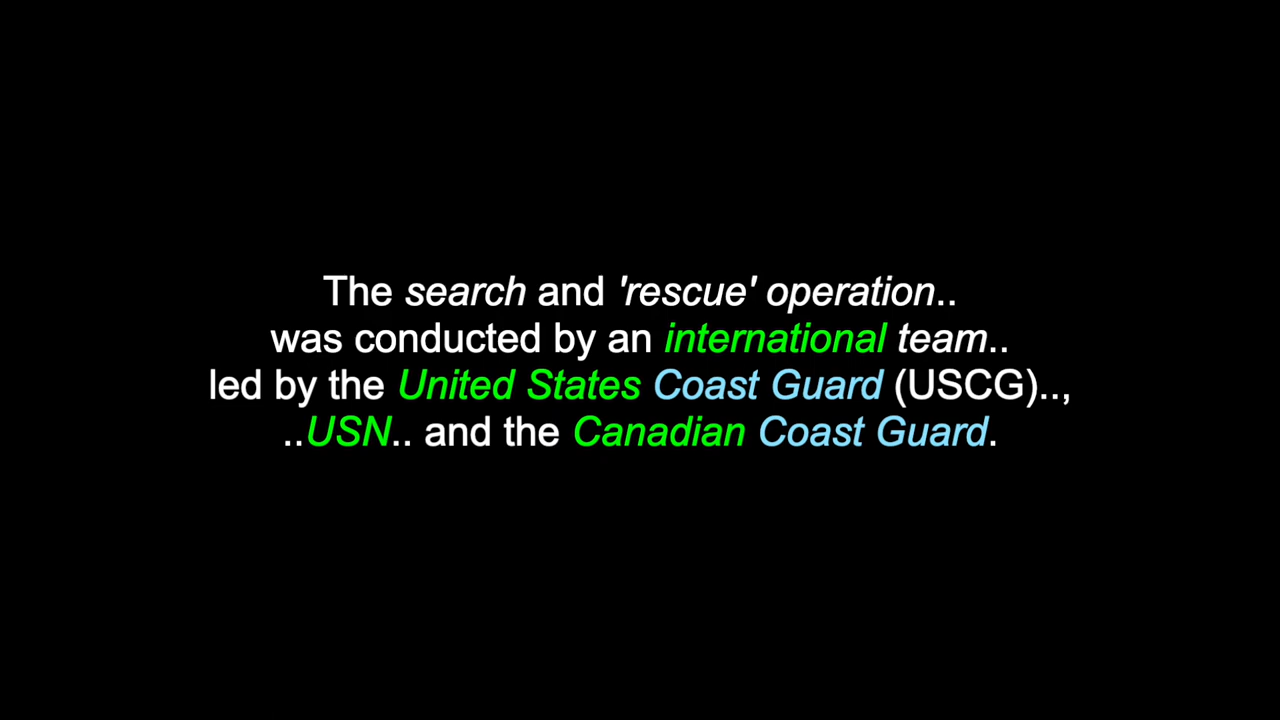 The search and 'rescue' operation..
was conducted by an international team..
led by the United States Coast Guard (USCG)..,
..USN.. and the Canadian Coast Guard.